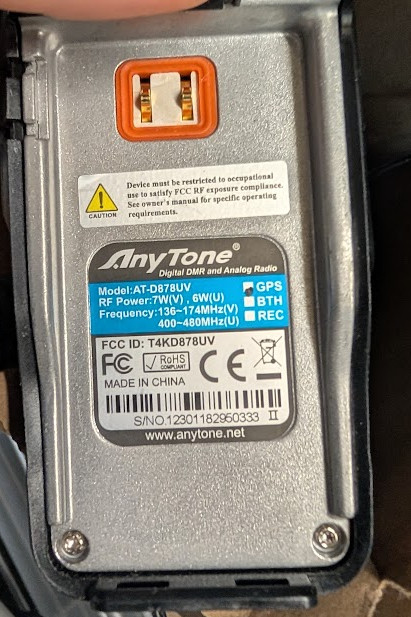 Device must be restricted to occupational
use to satisfy FCC RF exposure compliance.
See owner's manual for specific operating
requirements.
CAUTION
AnyTone®
Digital DMR and Analog Radio
Model:AT-D878UV
GPS
RF Power:7W(V) , 6W(U)
BTH
Frequency:136~174MHz(V)
REC
400~480MHz(U)
FCC ID: T4KD878UV
FC RoHS COMPLIANT CE
MADE IN CHINA
S/NO.12301182950333 II
www.anytone.net